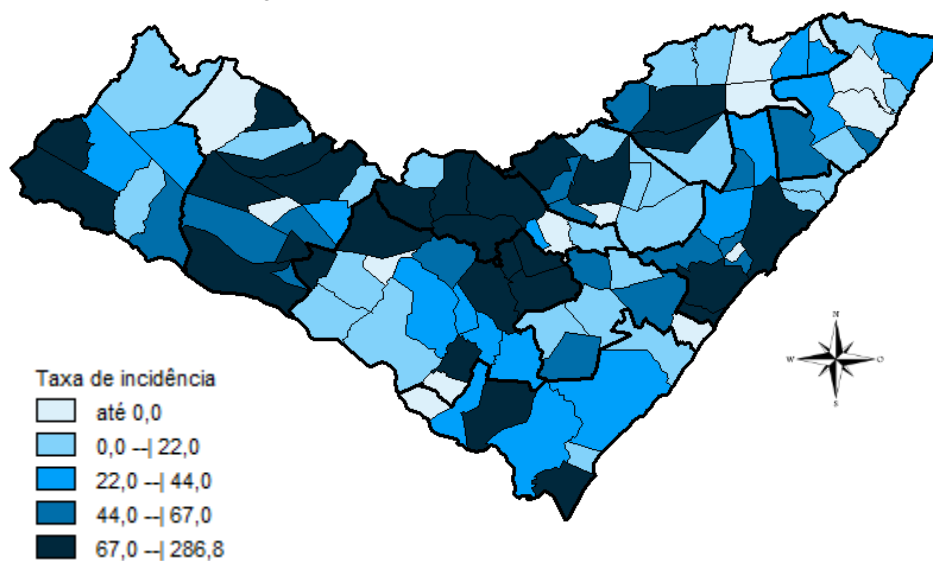 N
W
O
S
Taxa de incidência
até 0,0
0,0 --| 22,0
22,0 --| 44,0
44,0 --| 67,0
67,0 --| 286,8